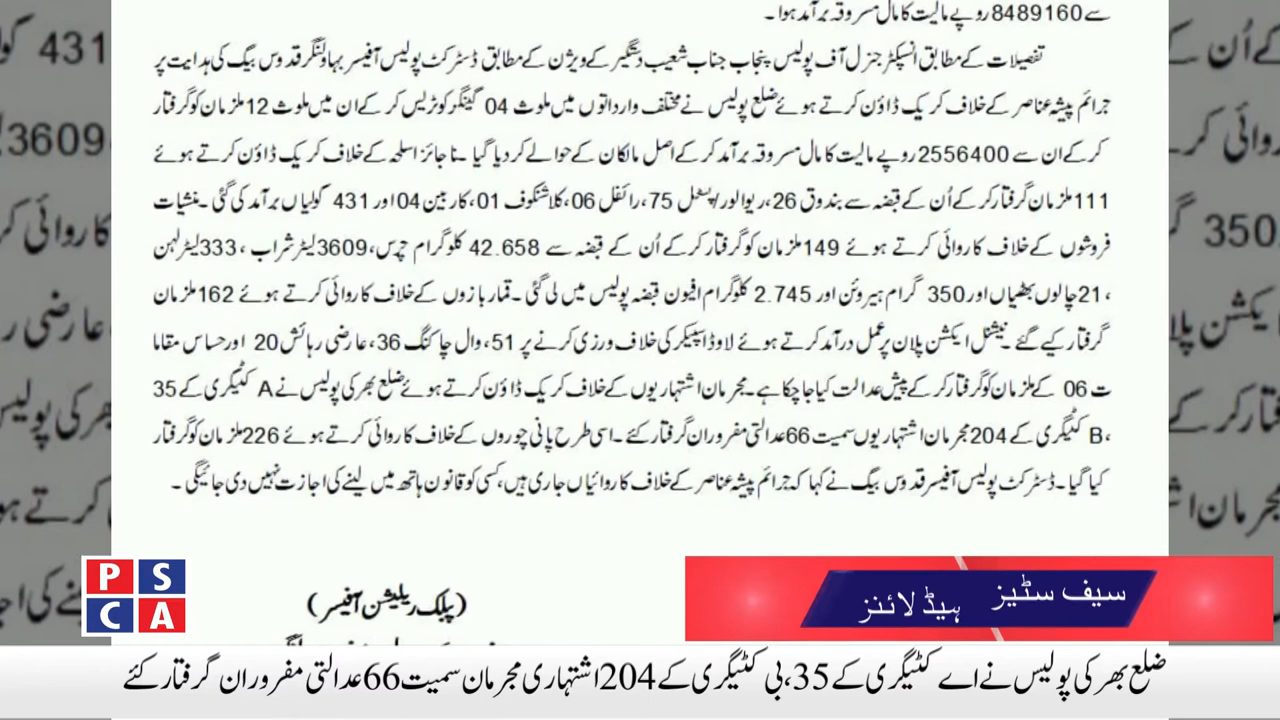 سے 8489160 روپے مالیت کا مال مسروقہ برآمد ہوا۔
تفصیلات کے مطابق انسپکٹر جنرل آف پولیس پنجاب جناب شعیب دستگیر کے ویژن کے مطابق ڈسٹرکٹ پولیس آفیسر بہاولنگر قدوس بیگ کی ہدایت پر
جرائم پیشہ عناصر کے خلاف کریک ڈاؤن کرتے ہوئے ضلع پولیس نے مختلف وارداتوں میں ملوث 04 گینگز کو ٹریس کر کے ان میں ملوث 12 ملزمان کو گرفتار
کر کے ان سے 2556400 روپے مالیت کا مال مسروقہ برآمد کر کے اصل مالکان کے حوالے کر دیا گیا۔ ناجائز اسلحہ کے خلاف کریک ڈاؤن کرتے ہوئے
111 ملزمان گرفتار کر کے اُن کے قبضہ سے بندوق 26، ریوالور/پسٹل 75، رائفل 06، کلاشنکوف 01، کاربین 04 اور 431 گولیاں برآمد کی گئی۔ منشیات
فروشوں کے خلاف کاروائی کرتے ہوئے 149 ملزمان کو گرفتار کر کے اُن کے قبضہ سے 42.658 کلو گرام چرس، 3609 لیٹر شراب، 333 لیٹر لہن
، 21 چالوں بھٹیاں اور 350 گرام ہیروئن اور 2.745 کلو گرام افیون قبضہ پولیس میں لی گئی۔ قمار بازوں کے خلاف کاروائی کرتے ہوئے 162 ملزمان
گرفتار کیے گئے۔ نیشنل ایکشن پلان پر عمل درآمد کرتے ہوئے لاوڈ اسپیکر کی خلاف ورزی کرنے پر 51، وال چاکنگ 36، عارضی رہائش 20 اور حساس مقاما
ت 06 کے ملزمان کو گرفتار کر کے پیش عدالت کیا جا چکا ہے۔ مجرمان اشتہاریوں کے خلاف کریک ڈاؤن کرتے ہوئے ضلع بھر کی پولیس نے A کٹیگری کے 35
، B کٹیگری کے 204 مجرمان اشتہاریوں سمیت 66 عدالتی مفروران گرفتار کئے۔ اسی طرح پانی چوروں کے خلاف کاروائی کرتے ہوئے 226 ملزمان کو گرفتار
کیا گیا۔ ڈسٹرکٹ پولیس آفیسر قدوس بیگ نے کہا کہ جرائم پیشہ عناصر کے خلاف کاروائیاں جاری ہیں، کسی کو قانون ہاتھ میں لینے کی اجازت نہیں دی جائیگی۔
(پبلک ریلیشن آفیسر)
P S
C A
سیف سٹیز
ہیڈ لائنز
ضلع بھر کی پولیس نے اے کٹیگری کے 35، بی کٹیگری کے 204 اشتہاری مجرمان سمیت 66 عدالتی مفروران گرفتار کئے